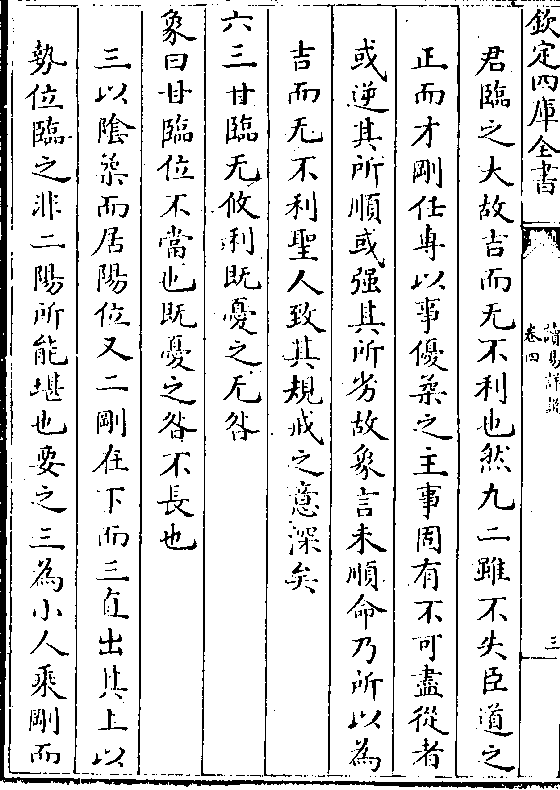 欽定四庫全書
讀易詳説
卷四
三
君臨之大故吉而无不利也然九二雖不失臣道之
正而才剛任専以事優柔之主事固有不可盡從者
或逆其所順或强其所劣故象言未順命乃所以為
吉而无不利聖人致其規戒之意深矣
六三甘臨无攸利既憂之无咎
象曰甘臨位不當也既憂之咎不長也
三以隂柔而居陽位又二剛在下而三直出其上以
勢位臨之非二陽所能堪也要之三為小人乘剛而